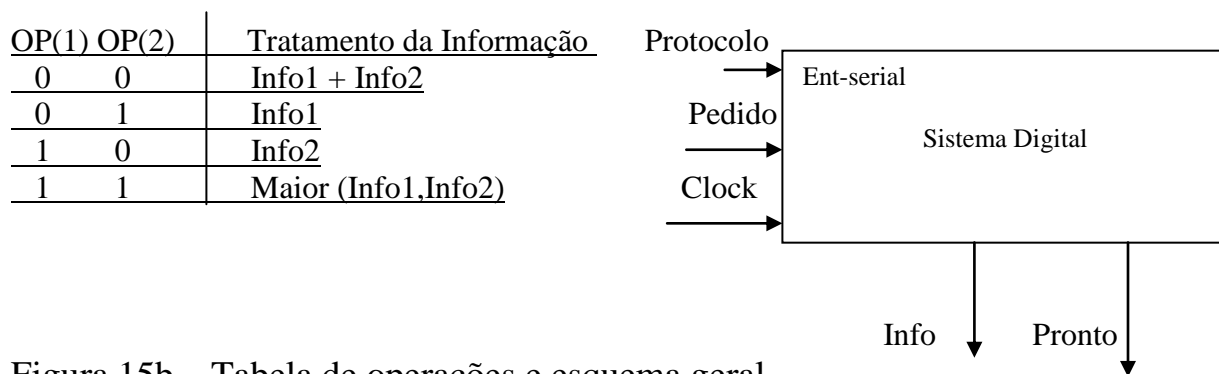 OP(1) OP(2) Tratamento da Informação
0 0 Info1 + Info2
0 1 Info1
1 0 Info2
1 1 Maior (Info1,Info2)
Protocolo
Ent-serial
Pedido
Sistema Digital
Clock
Info Pronto
Figura 15b – Tabela de operações e esquema geral